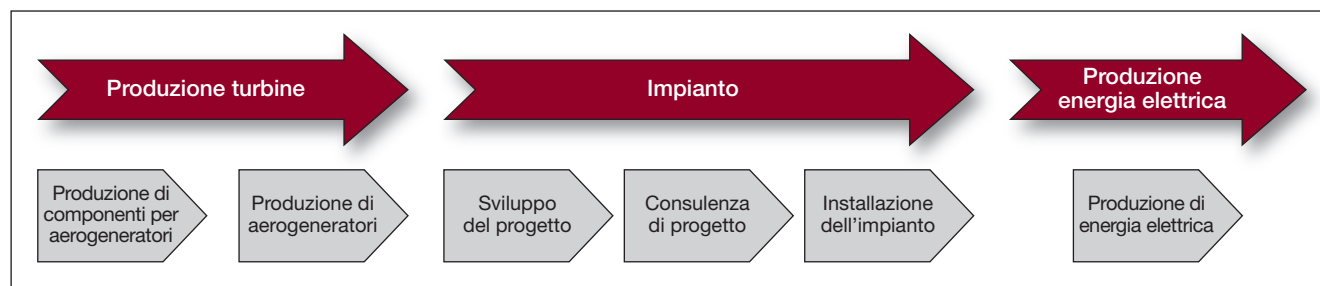 Produzione turbine
Impianto
Produzione
energia elettrica
Produzione di
componenti per
aerogeneratori
Produzione di
aerogeneratori
Sviluppo
del progetto
Consulenza
di progetto
Installazione
dell'impianto
Produzione di
energia elettrica